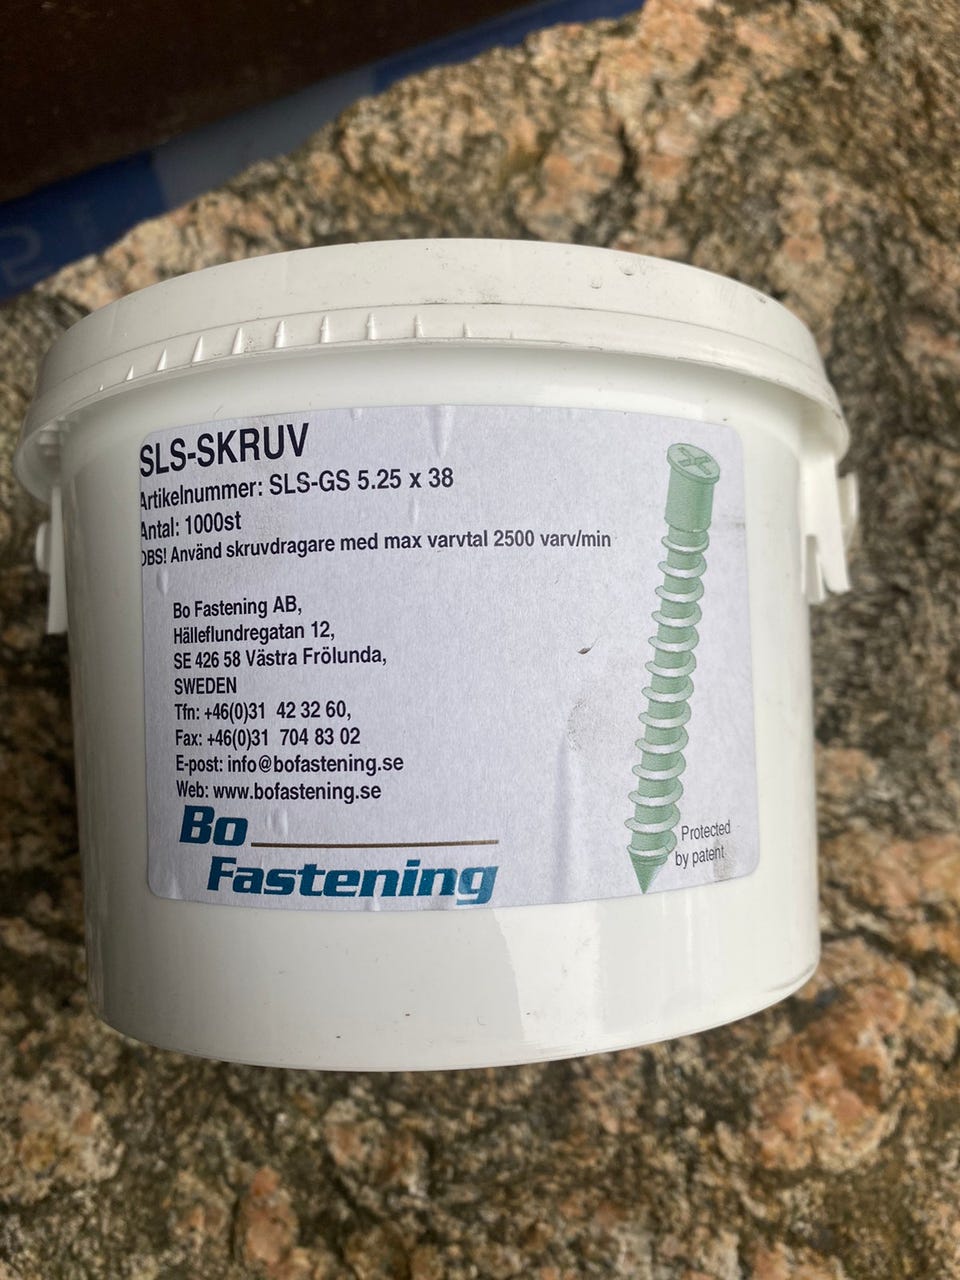 SLS-SKRUV
Artikelnummer: SLS-GS 5.25 x 38
Antal: 1000st
OBS! Använd skruvdragare med max varvtal 2500 varv/min
Bo Fastening AB,
Hälleflundregatan 12,
SE 426 58 Västra Frölunda,
SWEDEN
Tfn: +46(0)31 42 32 60,
Fax: +46(0)31 704 83 02
E-post: info@bofastening.se
Web: www.bofastening.se
Bo
Fastening
Protected
by patent